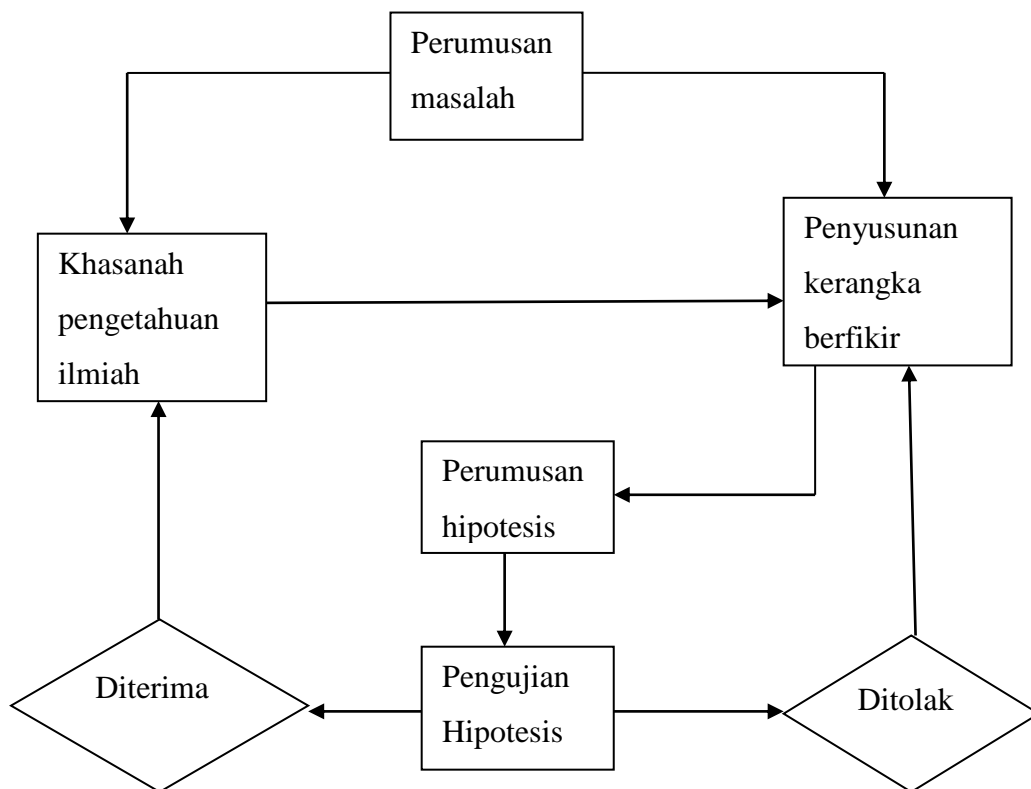 Perumusan
masalah
Khasanah
pengetahuan
ilmiah
Penyusunan
kerangka
berfikir
Perumusan
hipotesis
Diterima
Pengujian
Hipotesis
Ditolak